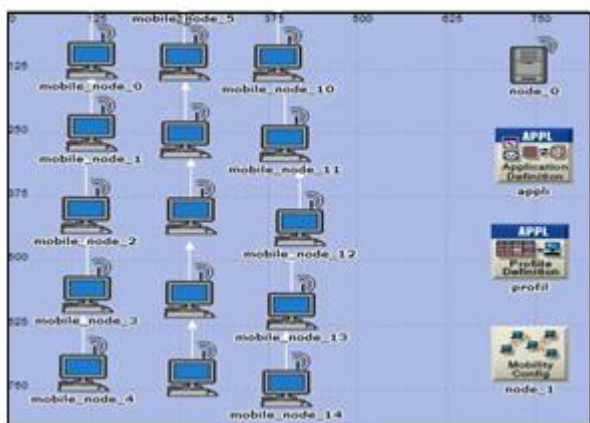 0 125 375 500 625 750
mobile_node_5
125
mobile_node_0 mobile_node_10 node_0
250
APPL
Application
Definition
mobile_node_1 mobile_node_11 appli
375
mobile_node_2
APPL
Profile
Definition
mobile_node_12
500
profil
mobile_node_3
mobile_node_13
625
Mobility
Config
750
mobile_node_4 node_1
mobile_node_14